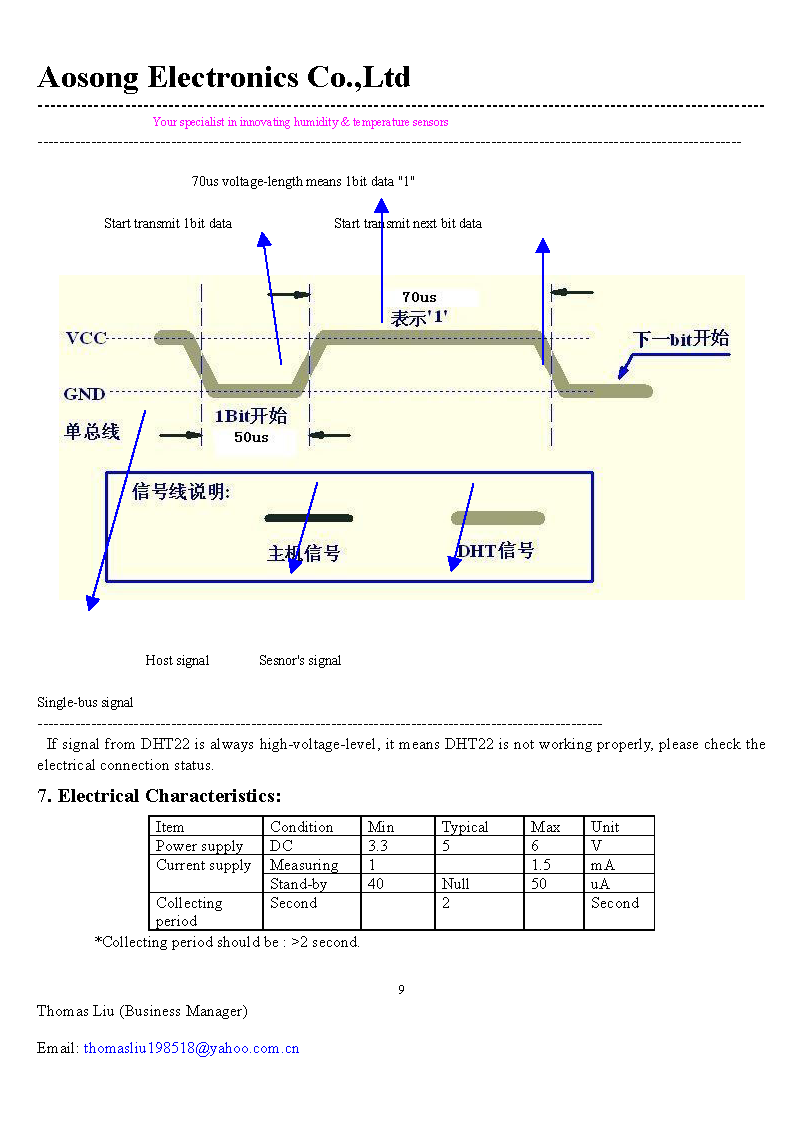 Aosong Electronics Co.,Ltd
Your specialist in innovating humidity & temperature sensors
70us voltage-length means 1bit data "1"
Start transmit 1bit data Start transmit next bit data
70us
表示'1'
VCC
下一bit开始
GND
1Bit开始
单总线
50us
信号线说明:
主机信号 DHT信号
Host signal Sesnor's signal
Single-bus signal
If signal from DHT22 is always high-voltage-level, it means DHT22 is not working properly, please check the
electrical connection status.
7. Electrical Characteristics:
Item Condition Min Typical Max Unit
Power supply DC 3.3 5 6 V
Current supply Measuring 1 1.5 mA
Stand-by 40 Null 50 uA
Collecting Second 2 Second
period
*Collecting period should be : >2 second.
9
Thomas Liu (Business Manager)
Email: thomasliu198518@yahoo.com.cn